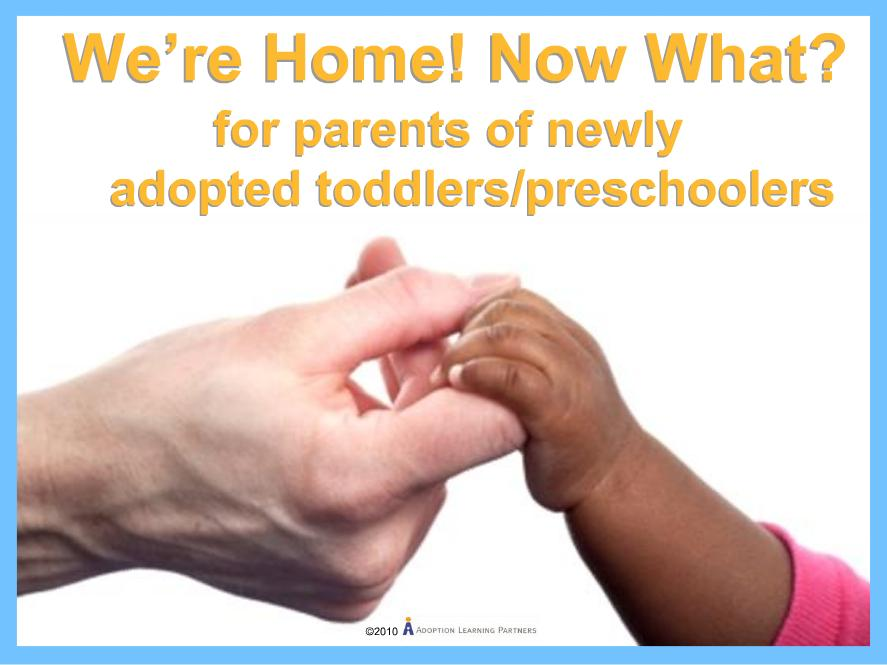 We’re Home! Now What?
for parents of newly
adopted toddlers/preschoolers
©2010 Adoption Learning Partners